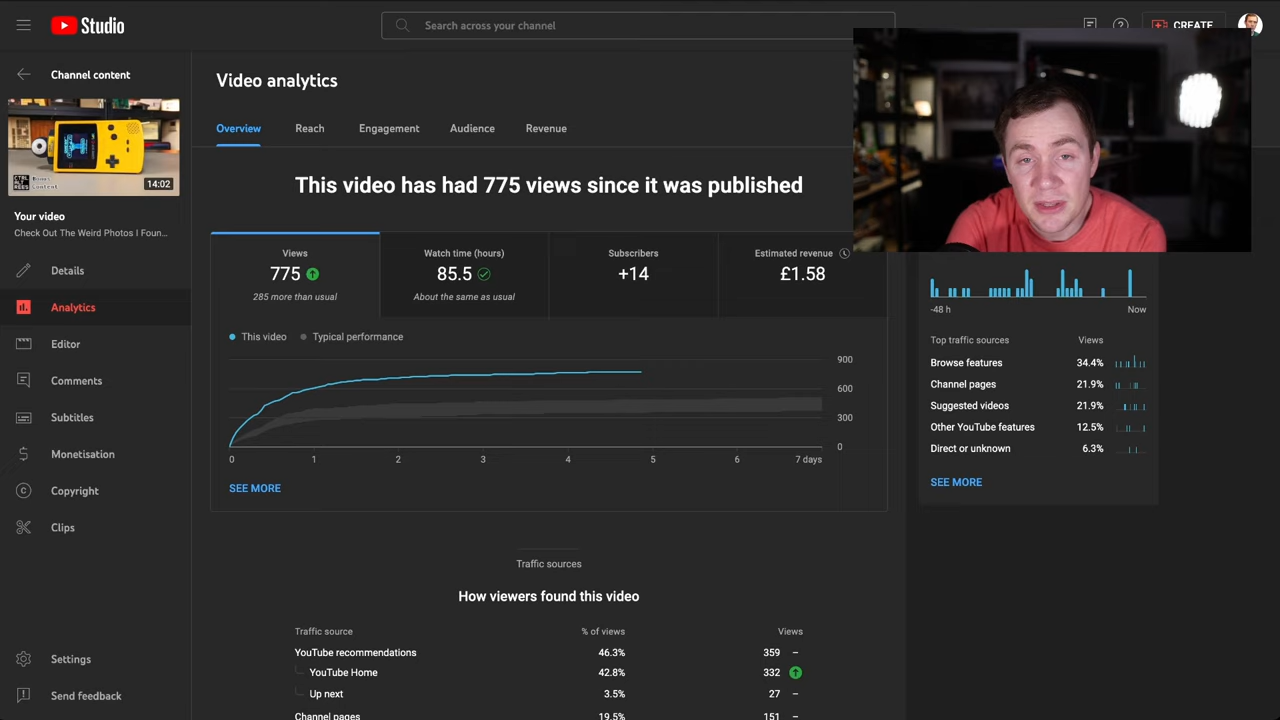 Studio
Search across your channel
CREATE
Channel content
14:02
Your video
Check Out The Weird Photos I Foun...
Details
Analytics
Editor
Comments
Subtitles
Monetisation
Copyright
Clips
Settings
Send feedback
Video analytics
Overview
Reach
Engagement
Audience
Revenue
This video has had 775 views since it was published
Views
775
285 more than usual
Watch time (hours)
85.5
About the same as usual
Subscribers
+14
Estimated revenue
£1.58
This video
Typical performance
900
600
300
0
0 1 2 3 4 5 6 7 days
SEE MORE
Traffic sources
How viewers found this video
Traffic source % of views Views
YouTube recommendations 46.3% 359 –
YouTube Home 42.8% 332
Up next 3.5% 27 –
Channel pages 19.5% 151 –
-48 h Now
Top traffic sources Views
Browse features 34.4%
Channel pages 21.9%
Suggested videos 21.9%
Other YouTube features 12.5%
Direct or unknown 6.3%
SEE MORE